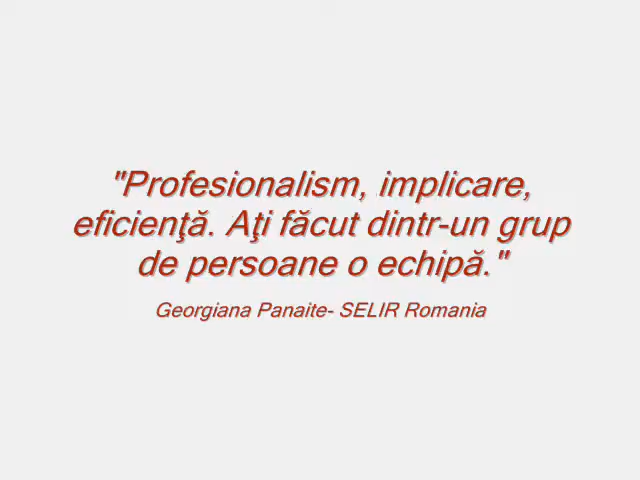 "Profesionalism, implicare,
eficienţă. Aţi făcut dintr-un grup
de persoane o echipă."
Georgiana Panaite- SELIR Romania